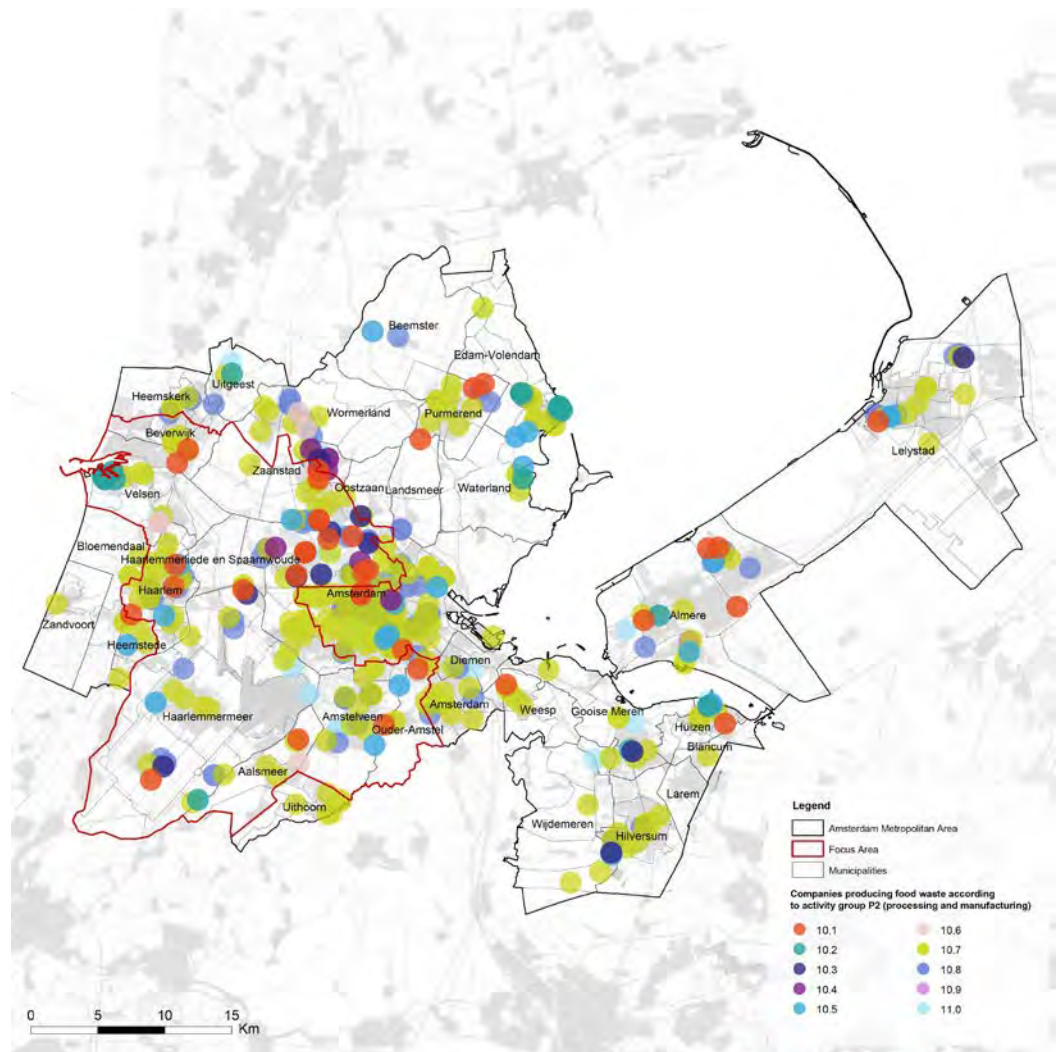 Beemster
Edam-Volendam
Uitgeest
Heemskerk
Wormerland
Purmerend
Beverwijk
Lelystad
Zaanstad
Oostzaan
Landsmeer
Waterland
Velsen
Bloemendaal
Haarlemmerliede en Spaarnwoude
Haarlem
Amsterdam
Almere
Zandvoort
Heemstede
Diemen
Amsterdam
Weesp
Gooise Meren
Haarlemmermeer
Amstelveen
Ouder-Amstel
Huizen
Blaricum
Aalsmeer
Larem
Uithoorn
Wijdemeren
Hilversum
Legend
Amsterdam Metropolitan Area
Focus Area
Municipalities
Companies producing food waste according
to activity group P2 (processing and manufacturing)
10.1 10.6
10.2 10.7
10.3 10.8
10.4 10.9
10.5 11.0
0 5 10 15
Km